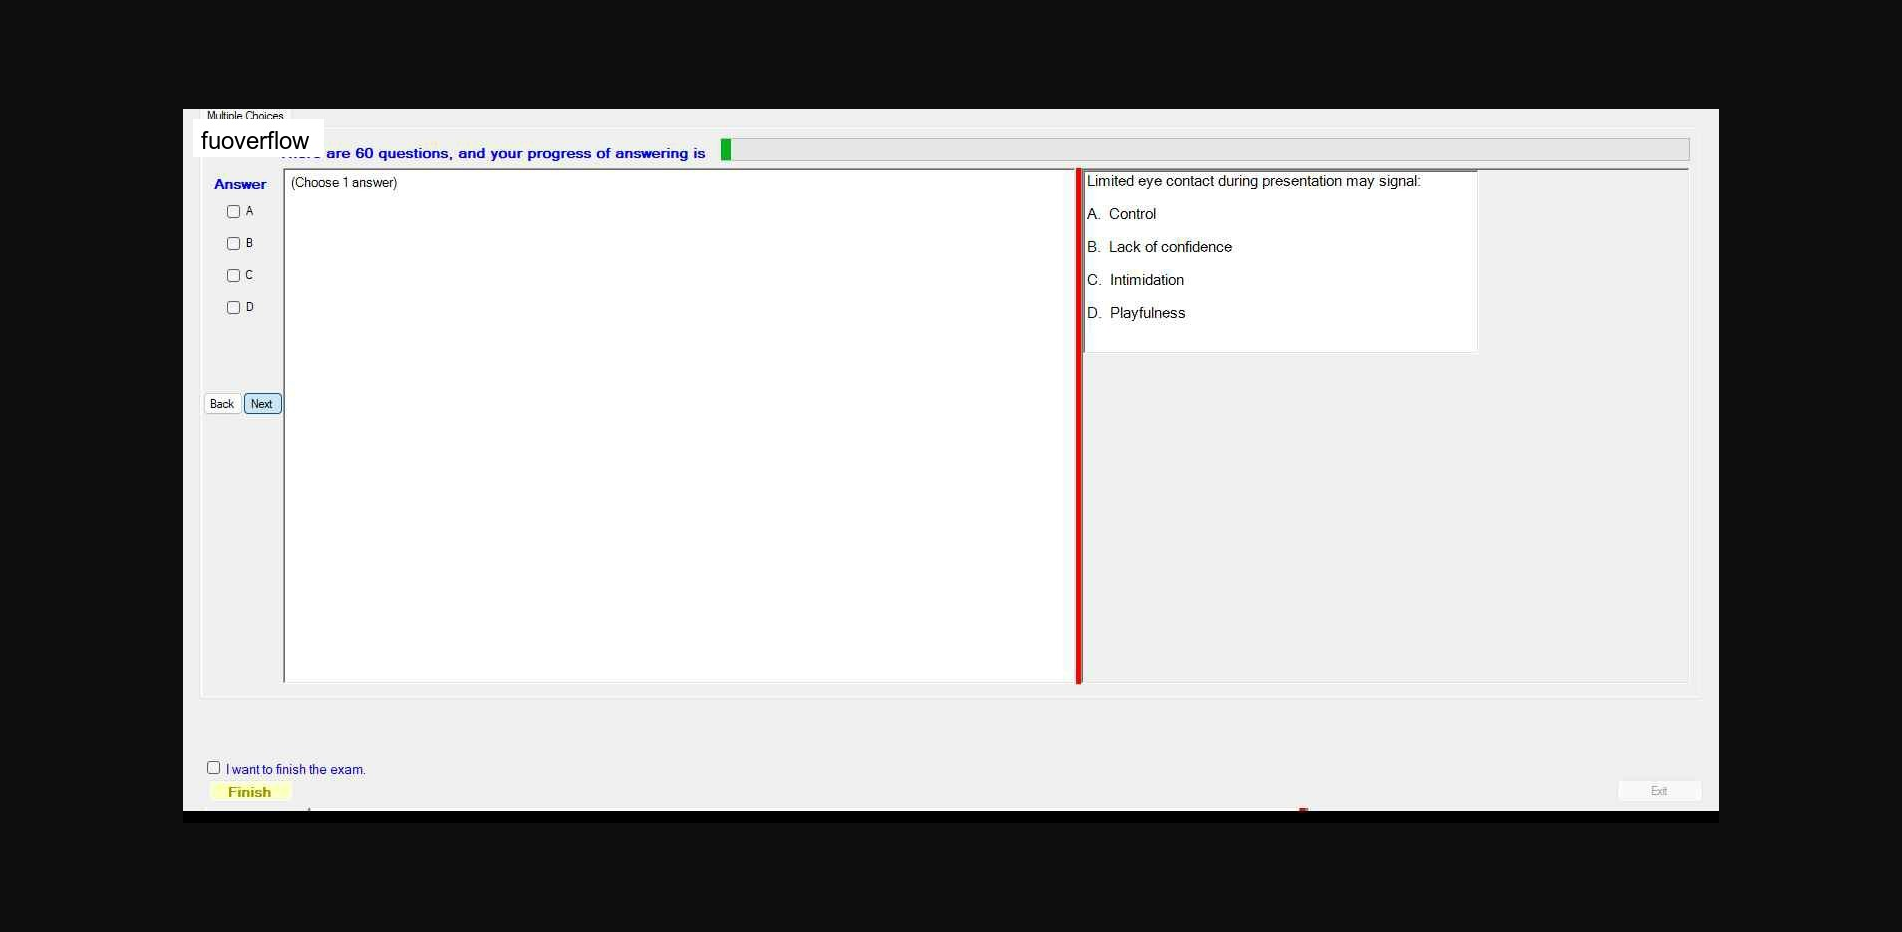 Multiple Choices
fuoverflow
are 60 questions, and your progress of answering is
Answer
(Choose 1 answer)
A
B
C
D
Back
Next
Limited eye contact during presentation may signal:
A. Control
B. Lack of confidence
C. Intimidation
D. Playfulness
I want to finish the exam.
Finish
Exit